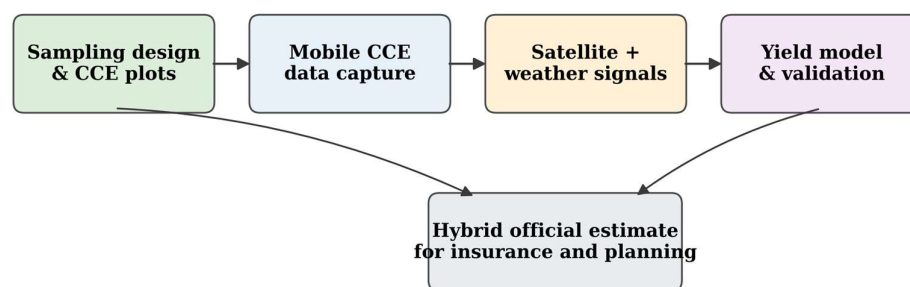 Sampling design
& CCE plots
Mobile CCE
data capture
Satellite +
weather signals
Yield model
& validation
Hybrid official estimate
for insurance and planning